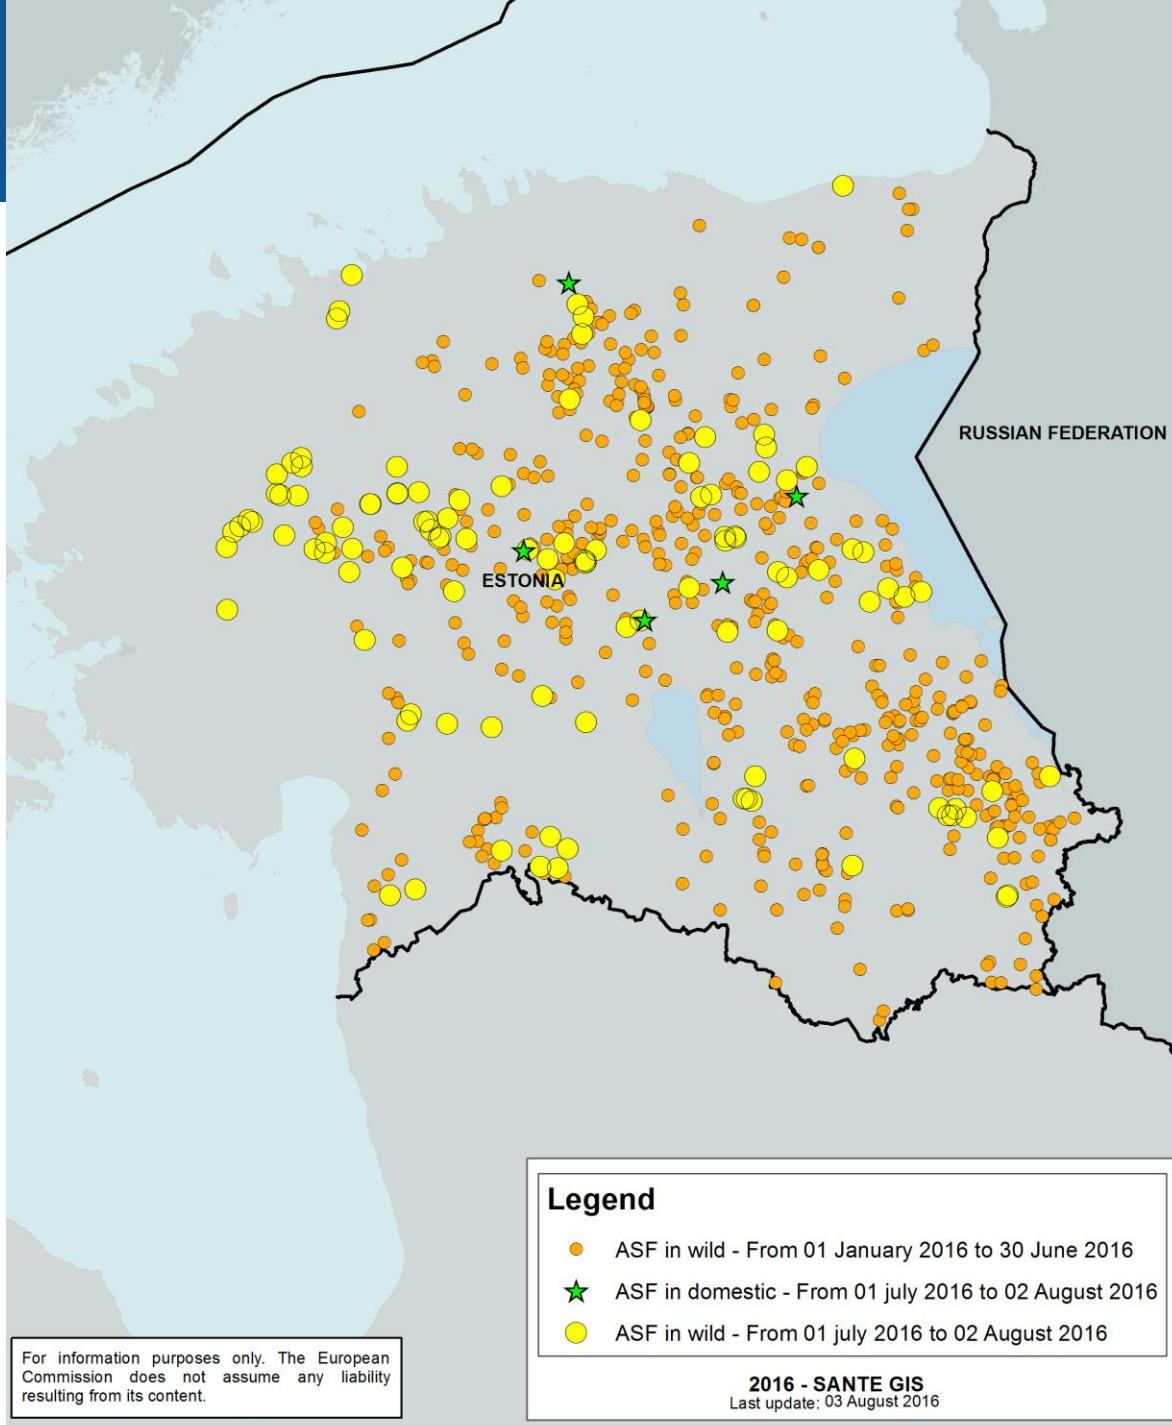 RUSSIAN FEDERATION
ESTONIA
Legend
ASF in wild - From 01 January 2016 to 30 June 2016
ASF in domestic - From 01 july 2016 to 02 August 2016
ASF in wild - From 01 july 2016 to 02 August 2016
For information purposes only. The European
Commission does not assume any liability
resulting from its content.
2016 - SANTE GIS
Last update: 03 August 2016